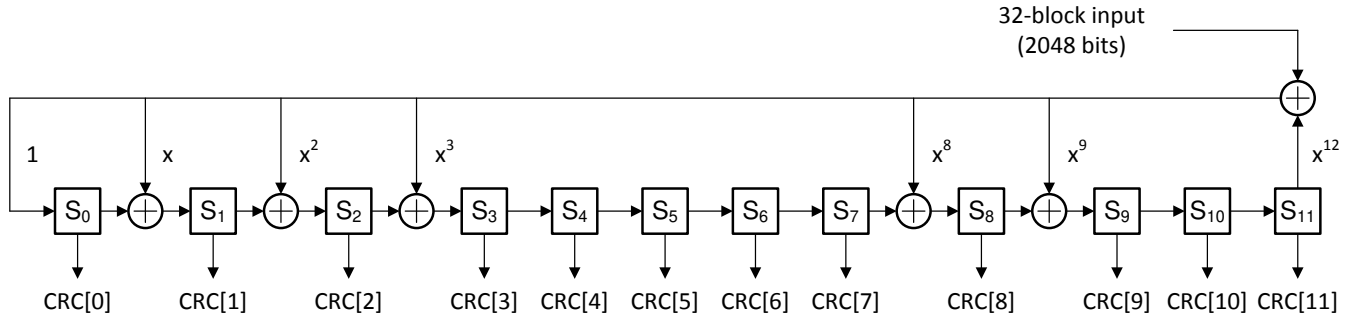 32-block input
(2048 bits)
1 x x² x³ x⁸ x⁹ x¹²
S₀ S₁ S₂ S₃ S₄ S₅ S₆ S₇ S₈ S₉ S₁₀ S₁₁
CRC[0] CRC[1] CRC[2] CRC[3] CRC[4] CRC[5] CRC[6] CRC[7] CRC[8] CRC[9] CRC[10] CRC[11]